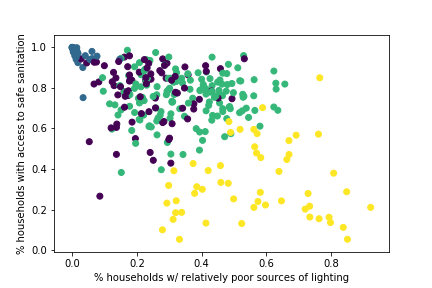 % households with access to safe sanitation
1.0
0.8
0.6
0.4
0.2
0.0
0.0 0.2 0.4 0.6 0.8
% households w/ relatively poor sources of lighting